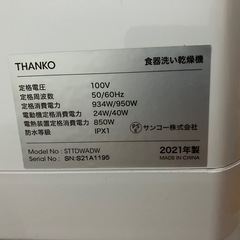 THANKO 食器洗い乾燥機
定格電圧 100V
定格周波数 50/60Hz
定格消費電力 934W/950W
電動機定格消費電力 24W/40W
電熱装置定格消費電力 850W
防水等級 IPX1
PS E サンコー株式会社
Model No.: STTDWADW
Serial No.: SN:S21A1195
2021年製
MADE IN CHINA